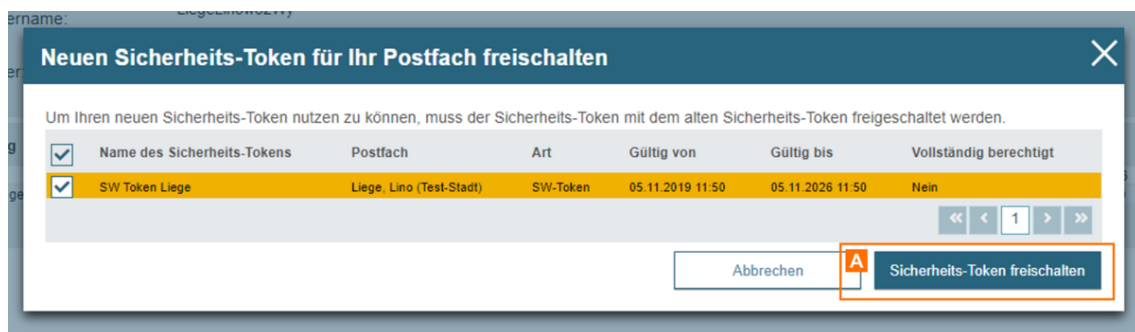 ername:
Neuen Sicherheits-Token für Ihr Postfach freischalten
er
Um Ihren neuen Sicherheits-Token nutzen zu können, muss der Sicherheits-Token mit dem alten Sicherheits-Token freigeschaltet werden.
g
Name des Sicherheits-Tokens Postfach Art Gültig von Gültig bis Vollständig berechtigt
ge
SW Token Liege Liege, Lino (Test-Stadt) SW-Token 05.11.2019 11:50 05.11.2026 11:50 Nein
« < 1 > »
Abbrechen
A
Sicherheits-Token freischalten